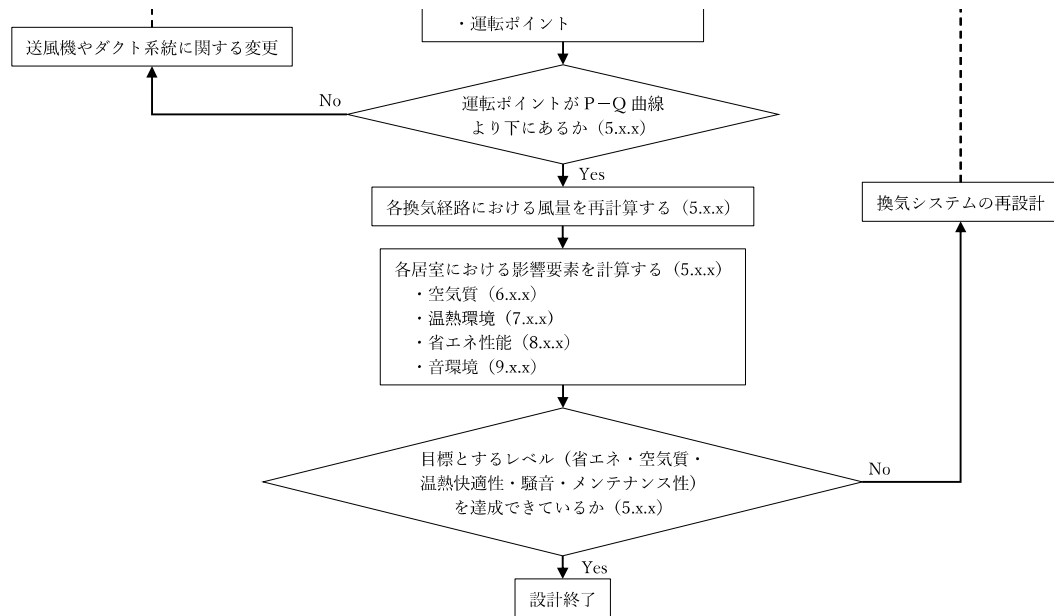 ・運転ポイント
送風機やダクト系統に関する変更
No
運転ポイントが P－Q 曲線
より下にあるか（5.x.x）
Yes
各換気経路における風量を再計算する（5.x.x）
換気システムの再設計
各居室における影響要素を計算する（5.x.x）
・空気質（6.x.x）
・温熱環境（7.x.x）
・省エネ性能（8.x.x）
・音環境（9.x.x）
目標とするレベル（省エネ・空気質・
温熱快適性・騒音・メンテナンス性）
を達成できているか（5.x.x）
No
Yes
設計終了